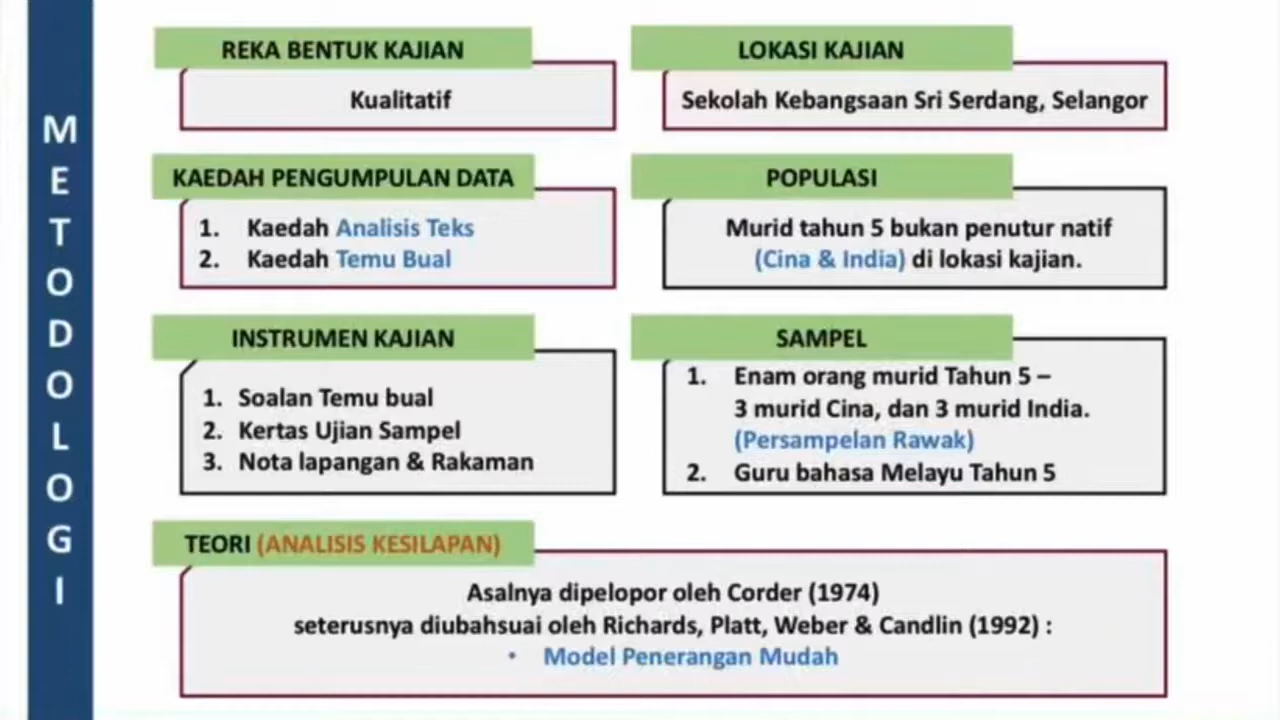 METODOLOGI
REKA BENTUK KAJIAN
Kualitatif
LOKASI KAJIAN
Sekolah Kebangsaan Sri Serdang, Selangor
KAEDAH PENGUMPULAN DATA
1. Kaedah Analisis Teks
2. Kaedah Temu Bual
POPULASI
Murid tahun 5 bukan penutur natif
(Cina & India) di lokasi kajian.
INSTRUMEN KAJIAN
1. Soalan Temu bual
2. Kertas Ujian Sampel
3. Nota lapangan & Rakaman
SAMPEL
1. Enam orang murid Tahun 5 –
3 murid Cina, dan 3 murid India.
(Persampelan Rawak)
2. Guru bahasa Melayu Tahun 5
TEORI (ANALISIS KESILAPAN)
Asalnya dipelopor oleh Corder (1974)
seterusnya diubahsuai oleh Richards, Platt, Weber & Candlin (1992) :
• Model Penerangan Mudah